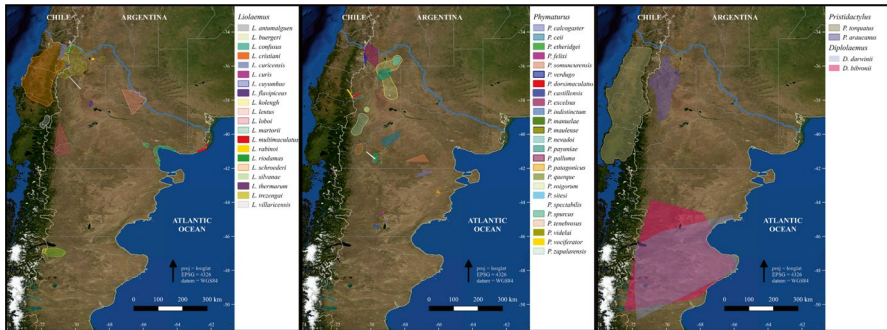 CHILE
ARGENTINA
ATLANTIC
OCEAN
proj = longlat
EPSG = 4326
datum = WGS84
0 100 200 300 km
Liolaemus
L. antumalguen
L. buergeri
L. confusus
L. cristiani
L. curicensis
L. curis
L. cuyumhue
L. flavipiceus
L. kolengh
L. lentus
L. loboi
L. martorii
L. multimaculatus
L. rabinoi
L. riodamas
L. schroederi
L. silvanae
L. thermarum
L. tregenzai
L. villaricensis
CHILE
ARGENTINA
ATLANTIC
OCEAN
proj = longlat
EPSG = 4326
datum = WGS84
0 100 200 300 km
Phymaturus
P. calcogaster
P. ceii
P. etheridgei
P. felixi
P. somuncurensis
P. verdugo
P. dorsimaculatus
P. castillensis
P. excelsus
P. indistinctum
P. manuelae
P. maulense
P. nevadoi
P. payuniae
P. palluma
P. patagonicus
P. querque
P. roigorum
P. sitesi
P. spectabilis
P. spurcus
P. tenebrosus
P. videlai
P. vociferator
P. zapalaensis
CHILE
ARGENTINA
ATLANTIC
OCEAN
proj = longlat
EPSG = 4326
datum = WGS84
0 100 200 300 km
Pristidactylus
P. torquatus
P. araucanus
Diplolaemus
D. darwinii
D. bibronii